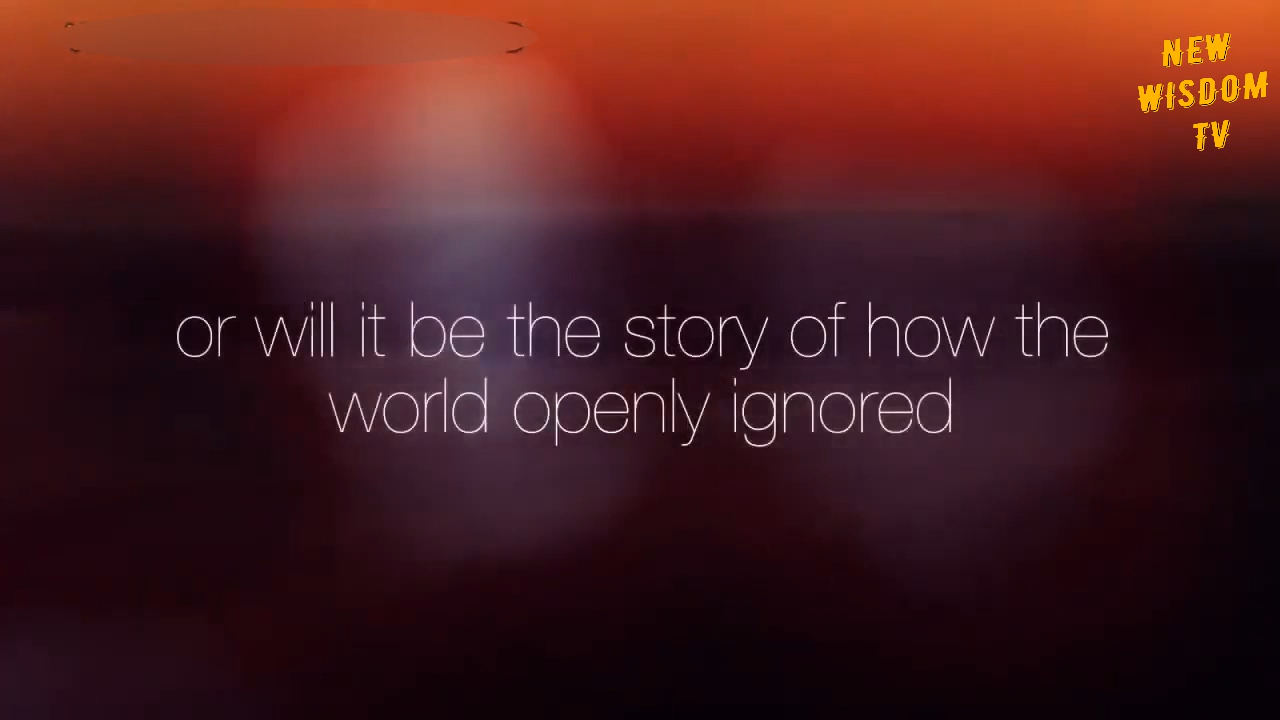 NEW
WISDOM
TV
or will it be the story of how the
world openly ignored